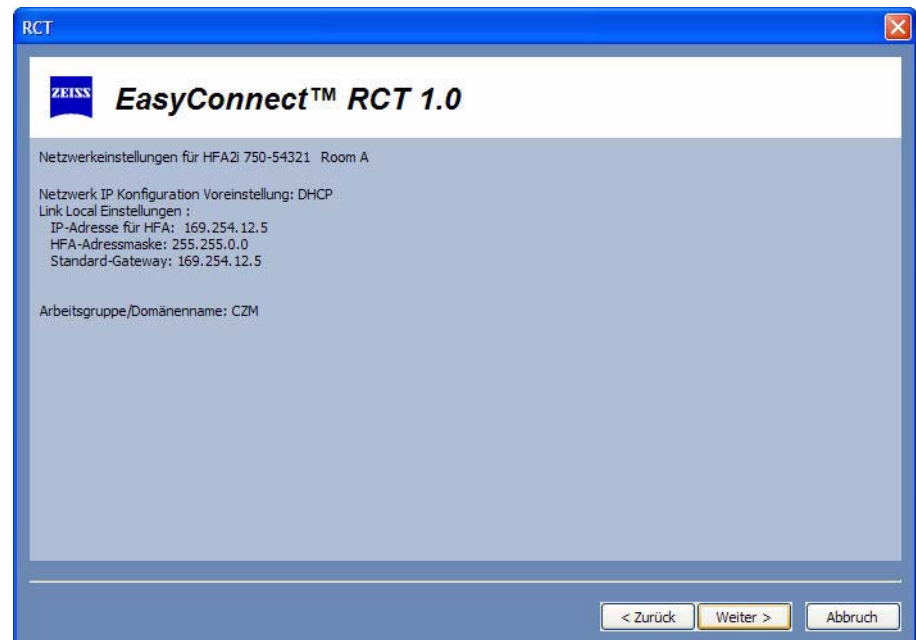 RCT
ZEISS
EasyConnect™ RCT 1.0
Netzwerkeinstellungen für HFA2i 750-54321 Room A
Netzwerk IP Konfiguration Voreinstellung: DHCP
Link Local Einstellungen :
IP-Adresse für HFA: 169.254.12.5
HFA-Adressmaske: 255.255.0.0
Standard-Gateway: 169.254.12.5
Arbeitsgruppe/Domänenname: CZM
< Zurück Weiter > Abbruch